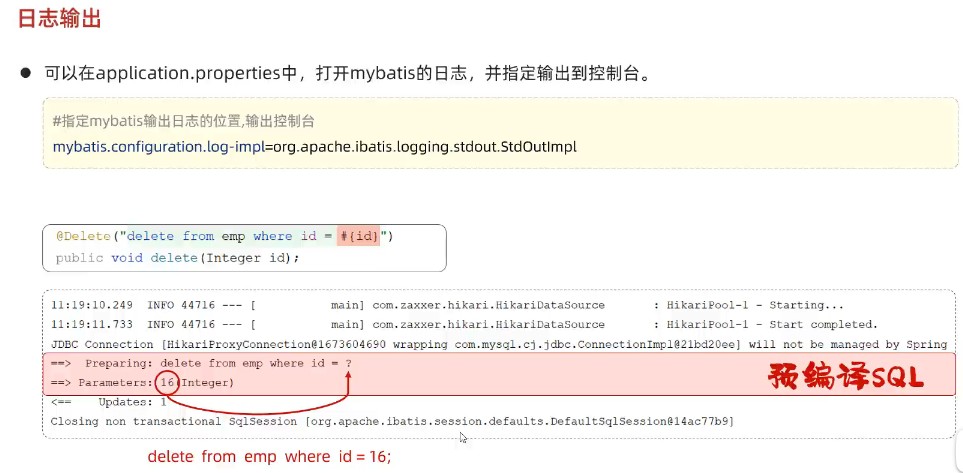 日志输出
● 可以在application.properties中，打开mybatis的日志，并指定输出到控制台。
#指定mybatis输出日志的位置,输出控制台
mybatis.configuration.log-impl=org.apache.ibatis.logging.stdout.StdOutImpl
@Delete("delete from emp where id = #{id}")
public void delete(Integer id);
11:19:10.249  INFO 44716 --- [           main] com.zaxxer.hikari.HikariDataSource       : HikariPool-1 - Starting...
11:19:11.733  INFO 44716 --- [           main] com.zaxxer.hikari.HikariDataSource       : HikariPool-1 - Start completed.
JDBC Connection [HikariProxyConnection@1673604690 wrapping com.mysql.cj.jdbc.ConnectionImpl@21bd20ee] will not be managed by Spring
==>  Preparing: delete from emp where id = ?
==> Parameters: 16(Integer)
预编译SQL
<==    Updates: 1
Closing non transactional SqlSession [org.apache.ibatis.session.defaults.DefaultSqlSession@14ac77b9]
delete from emp where id = 16;